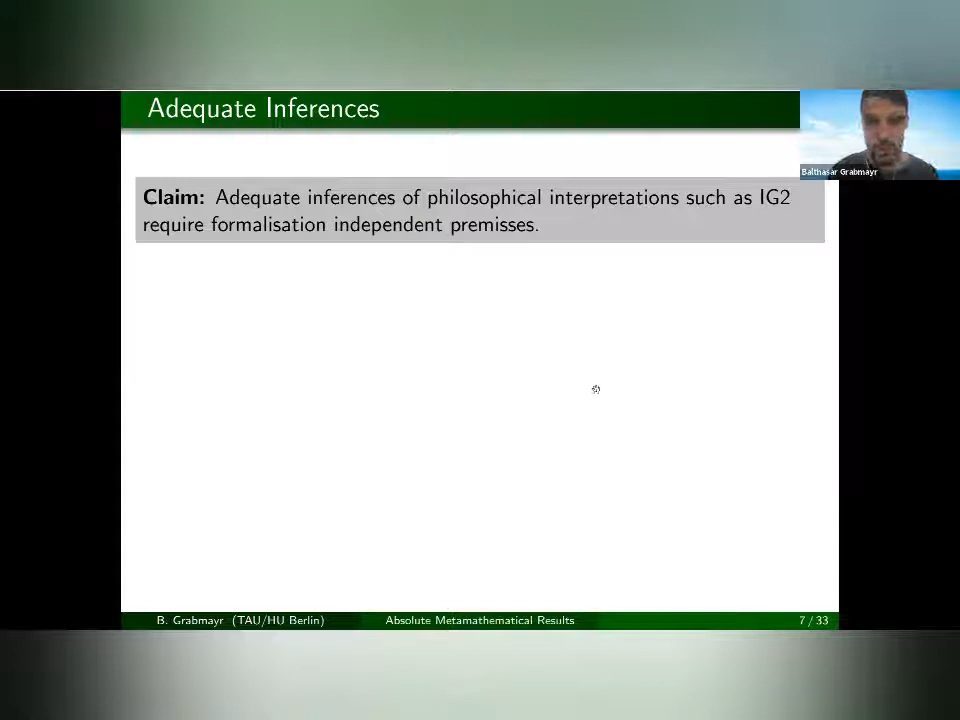 Adequate Inferences
Balthasar Grabmayr
Claim: Adequate inferences of philosophical interpretations such as IG2
require formalisation independent premisses.
B. Grabmayr (TAU/HU Berlin)
Absolute Metamathematical Results
7 / 33